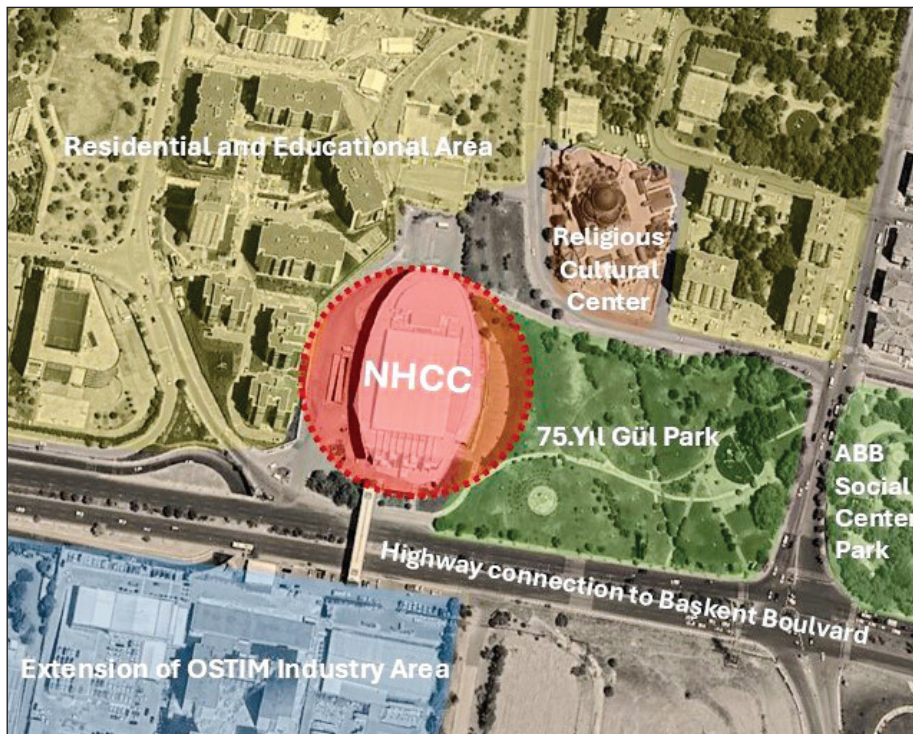 Residential and Educational Area
Religious
Cultural
Center
NHCC
75.Yıl Gül Park
ABB
Social
Center
Park
Highway connection to Başkent Boulvard
Extension of OSTIM Industry Area